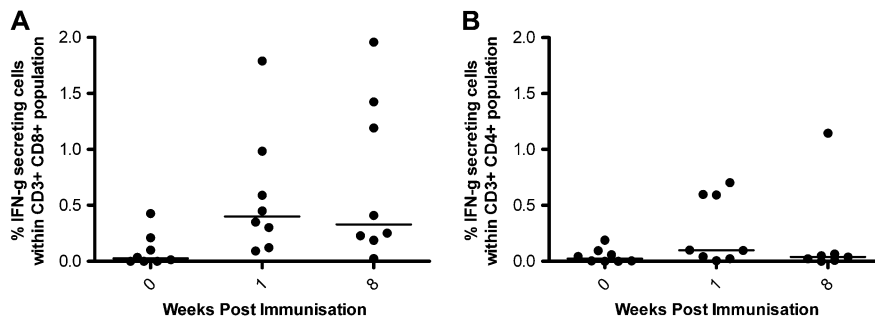 A
% IFN-g secreting cells
within CD3+ CD8+ population
2.0
1.5
1.0
0.5
0.0
0 1 8
Weeks Post Immunisation
B
% IFN-g secreting cells
within CD3+ CD4+ population
2.0
1.5
1.0
0.5
0.0
0 1 8
Weeks Post Immunisation